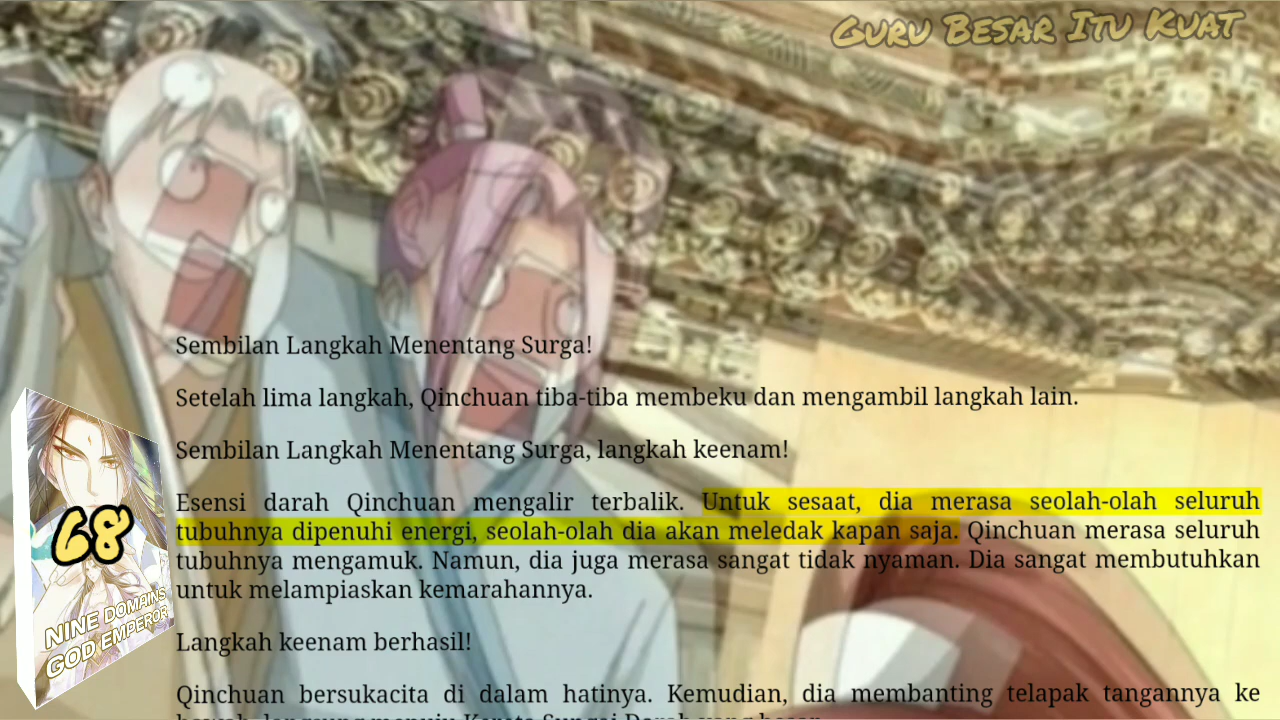 Guru Besar Itu Kuat
Sembilan Langkah Menentang Surga!
Setelah lima langkah, Qinchuan tiba-tiba membeku dan mengambil langkah lain.
Sembilan Langkah Menentang Surga, langkah keenam!
Esensi darah Qinchuan mengalir terbalik. Untuk sesaat, dia merasa seolah-olah seluruh
tubuhnya dipenuhi energi, seolah-olah dia akan meledak kapan saja. Qinchuan merasa seluruh
tubuhnya mengamuk. Namun, dia juga merasa sangat tidak nyaman. Dia sangat membutuhkan
untuk melampiaskan kemarahannya.
Langkah keenam berhasil!
Qinchuan bersukacita di dalam hatinya. Kemudian, dia membanting telapak tangannya ke
68
NINE DOMAINS
GOD EMPEROR